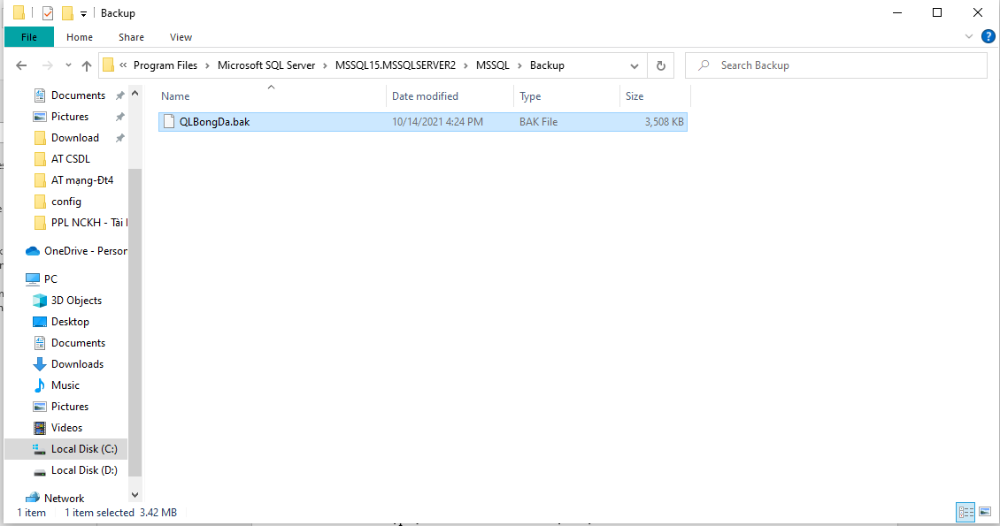 Backup
File Home Share View
« Program Files › Microsoft SQL Server › MSSQL15.MSSQLSERVER2 › MSSQL › Backup
Search Backup
Name Date modified Type Size
QLBongDa.bak 10/14/2021 4:24 PM BAK File 3,508 KB
Documents
Pictures
Download
AT CSDL
AT mạng-Đt4
config
PPL NCKH - Tài l
OneDrive - Person
PC
3D Objects
Desktop
Documents
Downloads
Music
Pictures
Videos
Local Disk (C:)
Local Disk (D:)
Network
1 item 1 item selected 3.42 MB